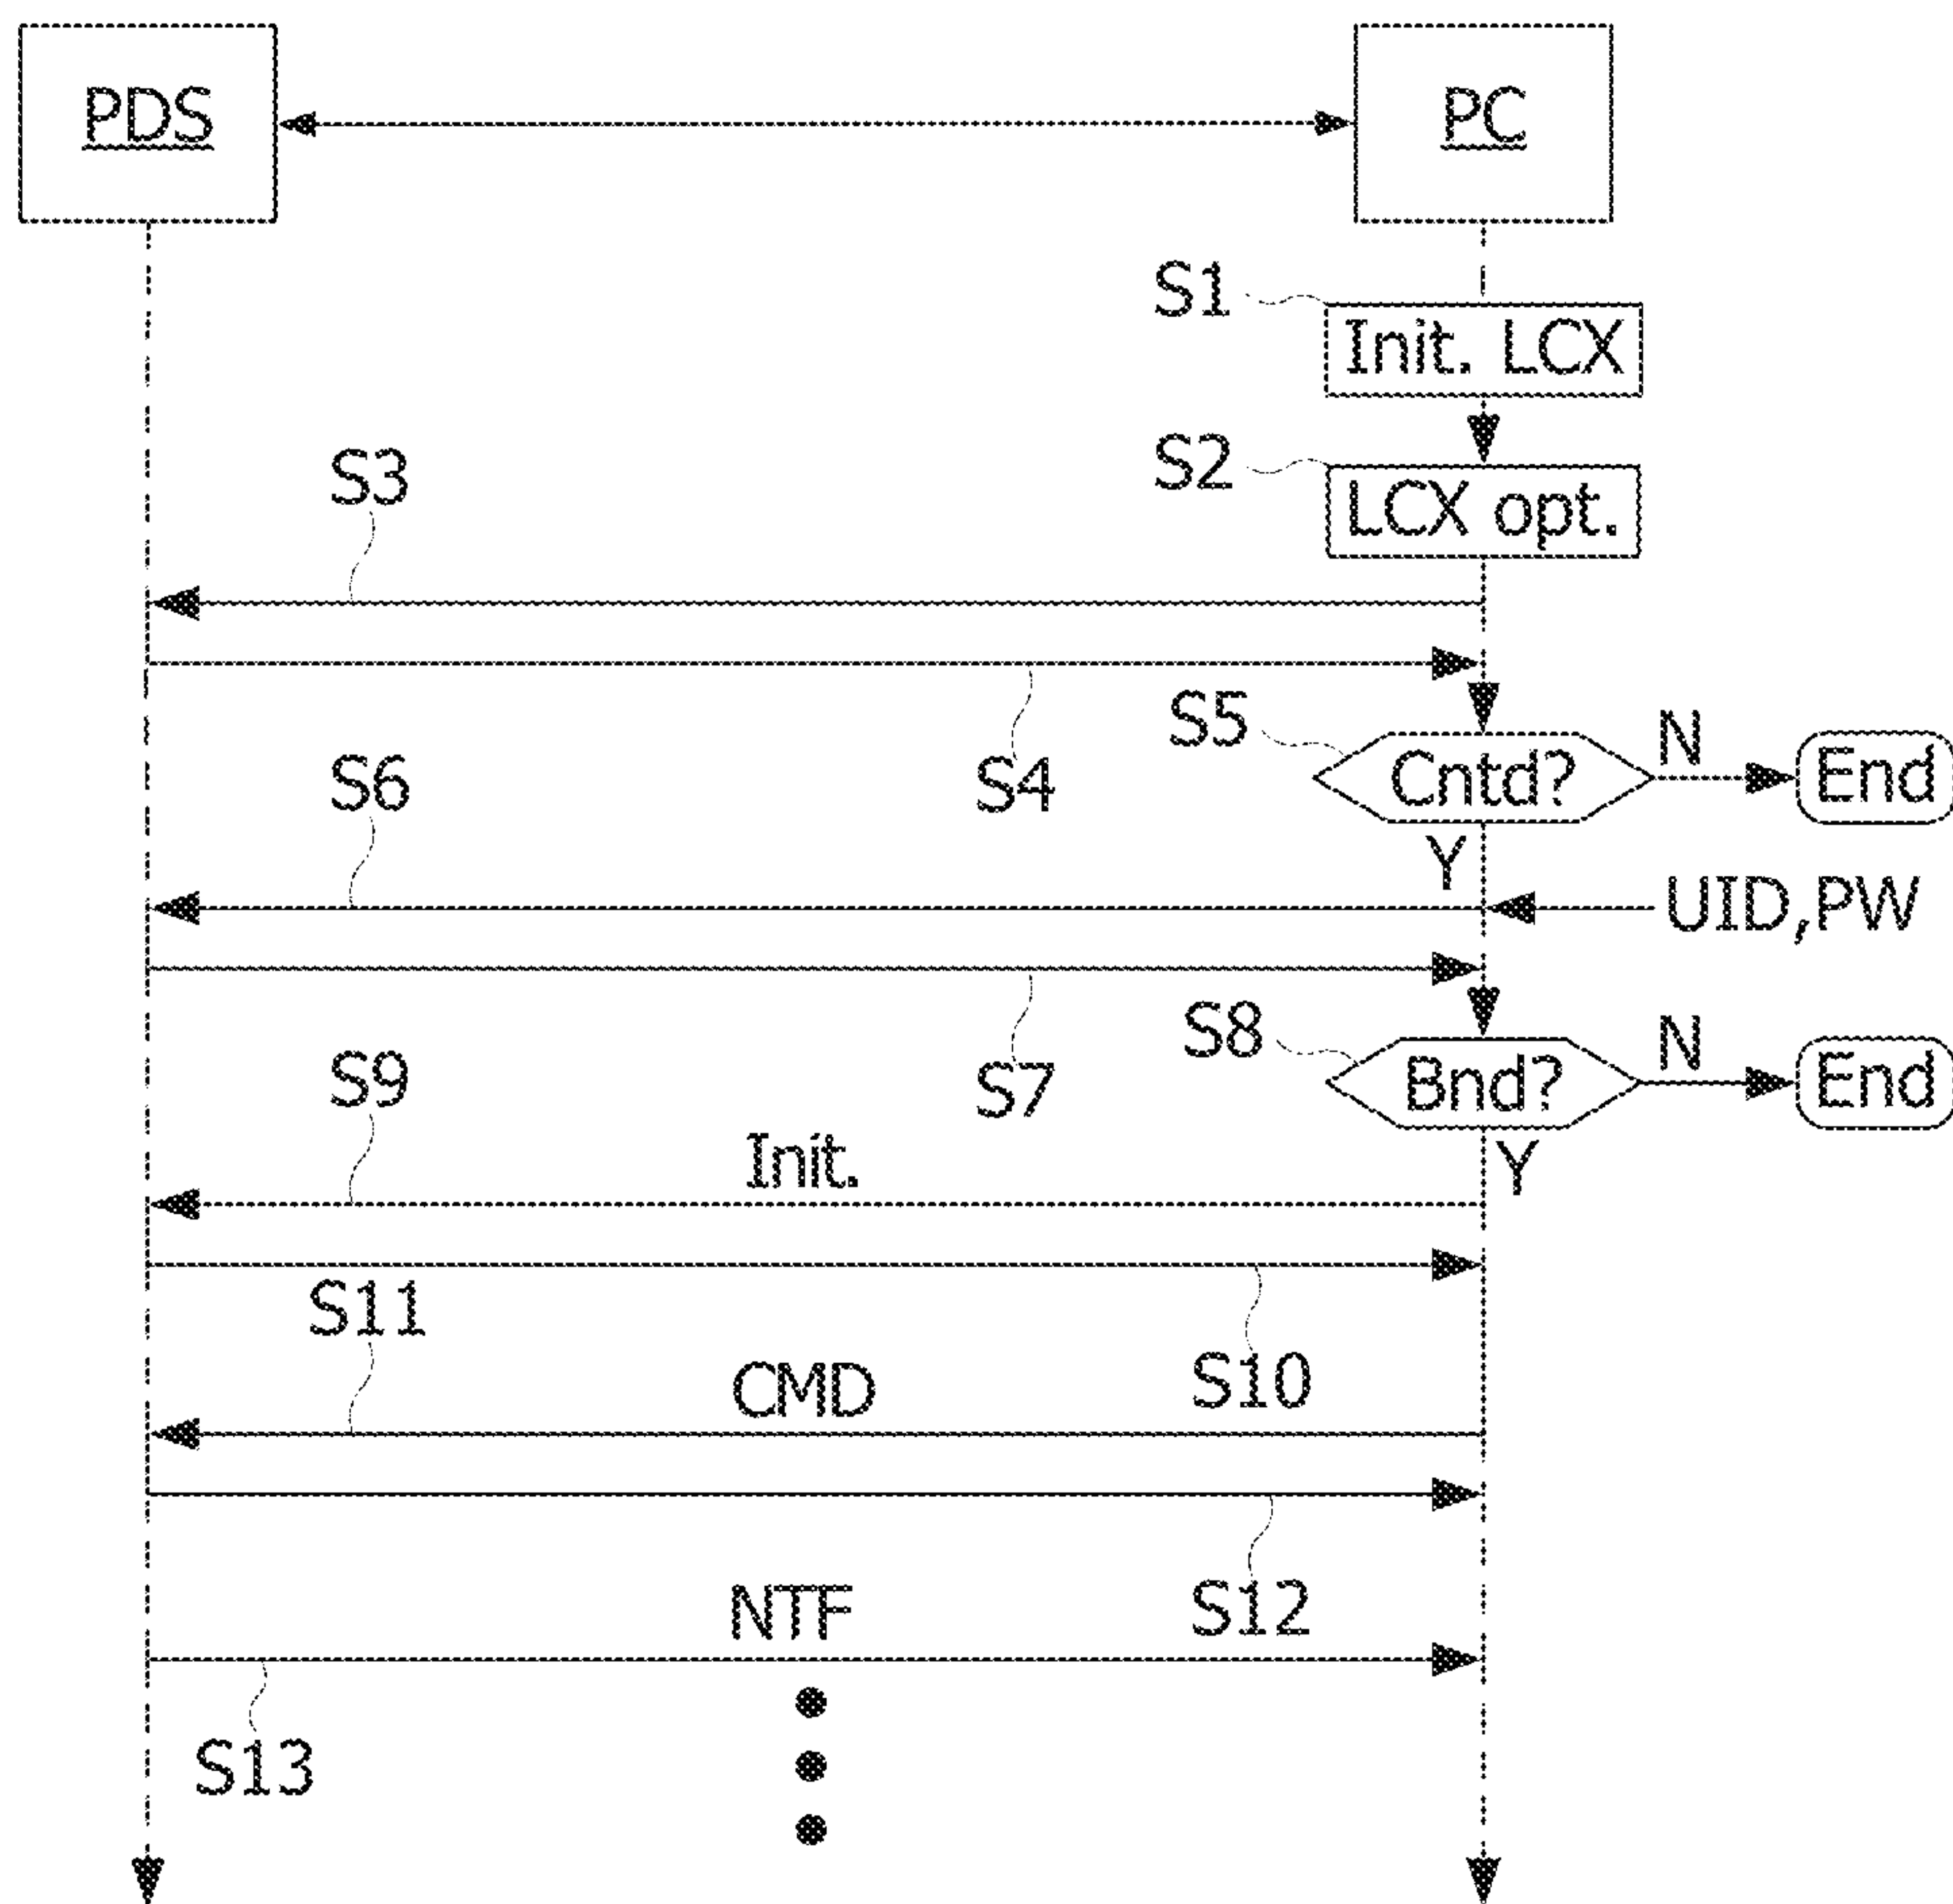 PDS
PC
S1
Init. LCX
S2
LCX opt.
S3
S4
S5
Cntd?
N
End
S6
Y
UID,PW
S7
S8
Bnd?
N
End
S9
Init.
Y
S10
S11
CMD
S12
NTF
S13